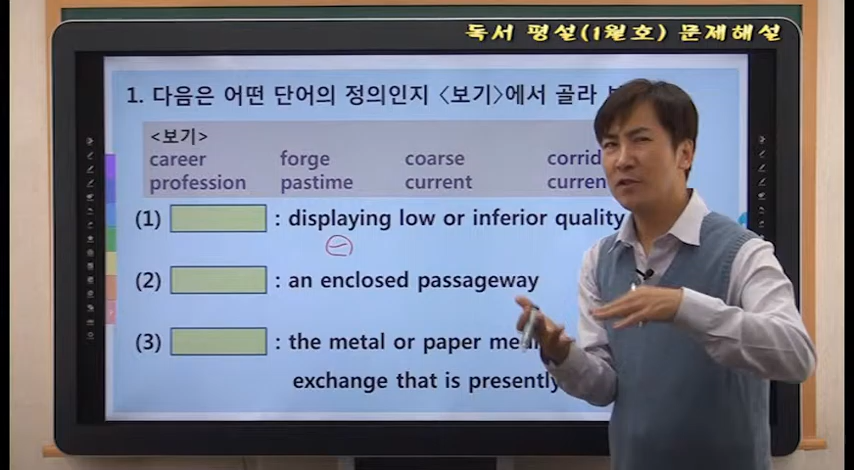 독서 평설(1월호) 문제해설
1. 다음은 어떤 단어의 정의인지 <보기>에서 골라
<보기>
career forge coarse
profession pastime current
(1) : displaying low or inferior quality
(2) : an enclosed passageway
(3) : the metal or paper
exchange that is presently